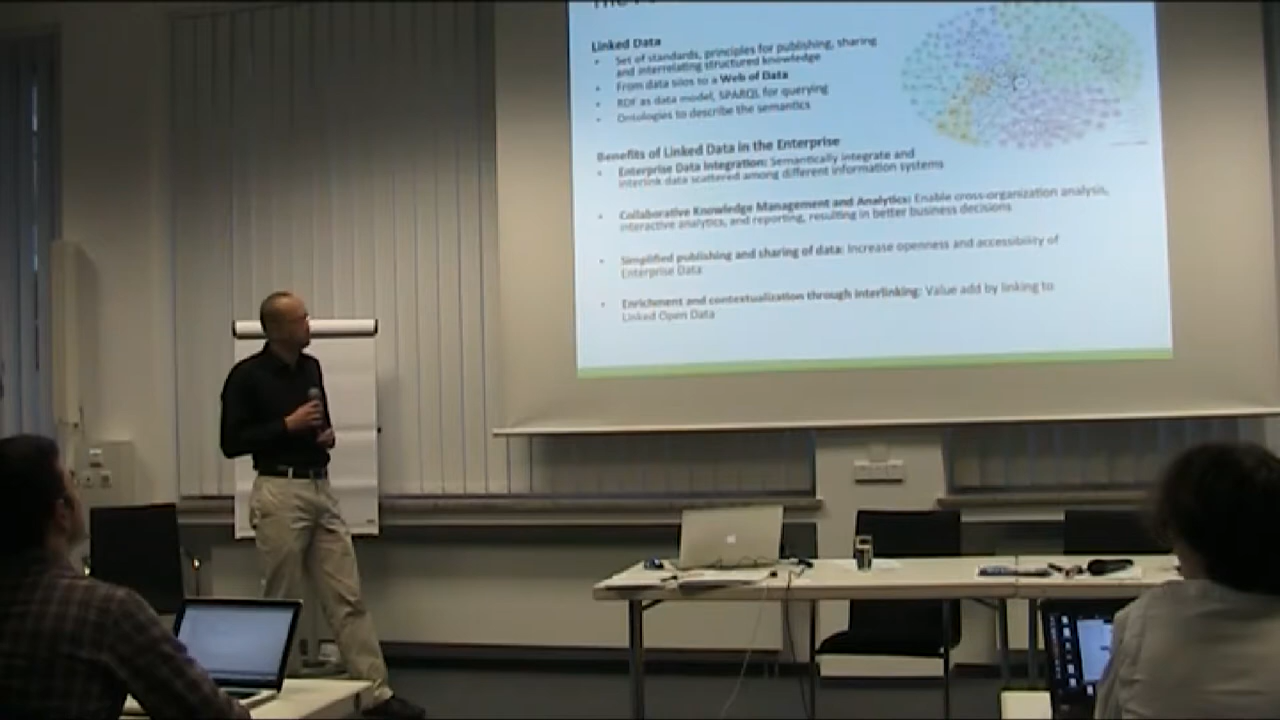 Linked Data
• Set of standards, principles for publishing, sharing
and interrelating structured knowledge
• From data silos to a Web of Data
• RDF as data model, SPARQL for querying
• Ontologies to describe the semantics
Benefits of Linked Data in the Enterprise
• Enterprise Data Integration: Semantically integrate and
interlink data scattered among different information systems
• Collaborative Knowledge Management and Analytics: Enable cross-organization analysis,
interactive analytics, and reporting, resulting in better business decisions
• Simplified publishing and sharing of data: Increase openness and accessibility of
Enterprise Data
• Enrichment and contextualization through interlinking: Value add by linking to
Linked Open Data